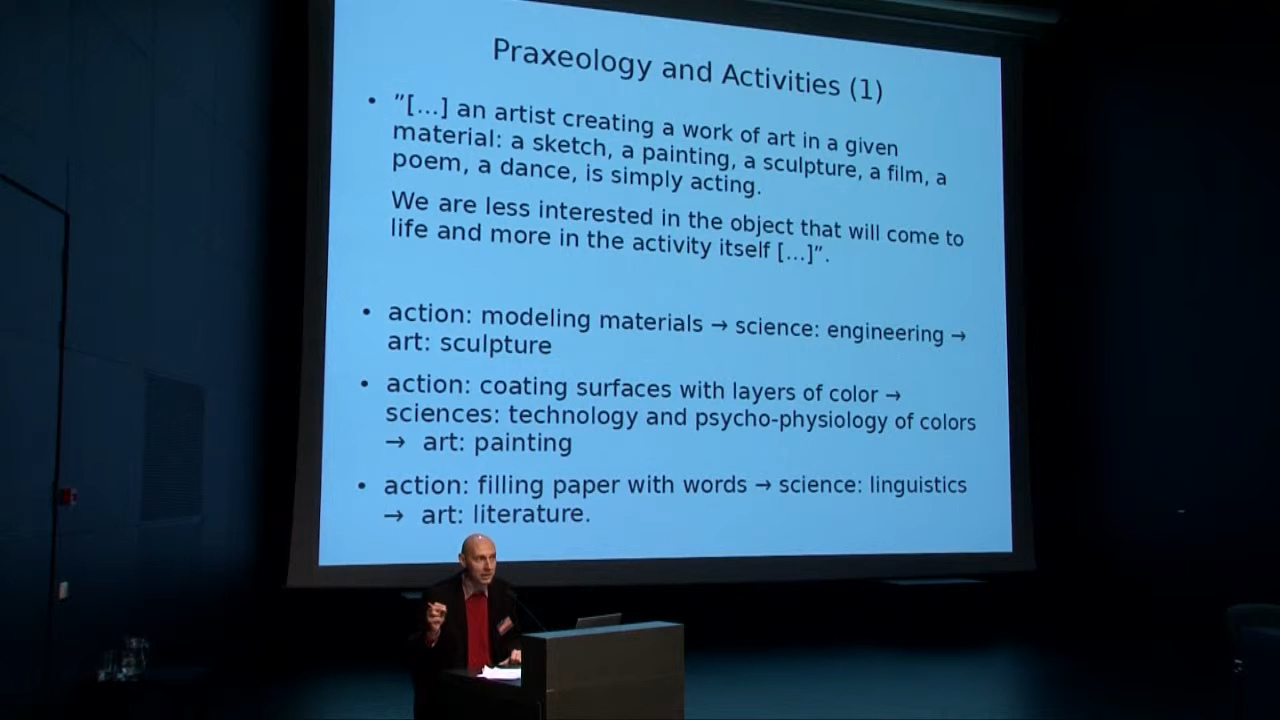 Praxeology and Activities (1)
• ”[...] an artist creating a work of art in a given
material: a sketch, a painting, a sculpture, a film, a
poem, a dance, is simply acting.
We are less interested in the object that will come to
life and more in the activity itself [...]”.
• action: modeling materials → science: engineering →
art: sculpture
• action: coating surfaces with layers of color →
sciences: technology and psycho-physiology of colors
→ art: painting
• action: filling paper with words → science: linguistics
→ art: literature.